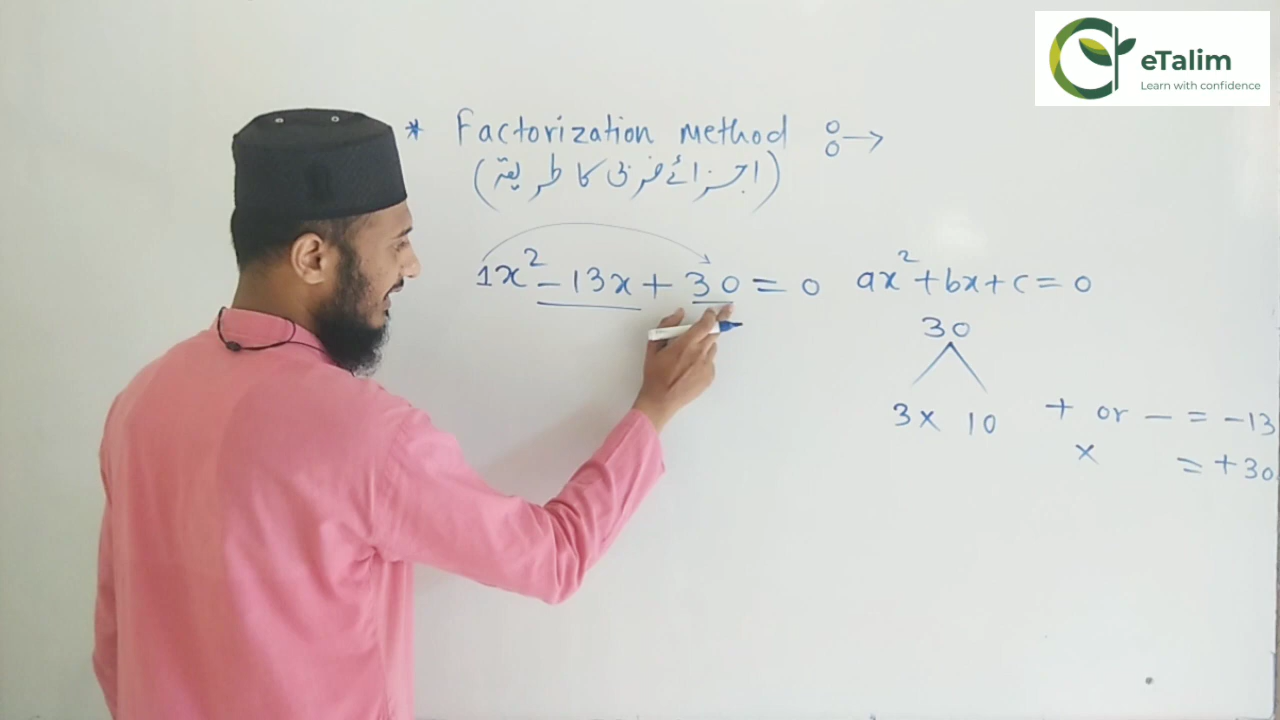 eTalim
Learn with confidence
* Factorization method
(اجزائے ضربی کا طریقہ)
1x² - 13x + 30 = 0
ax² + bx + c = 0
30
3 × 10
+ or - = -13
× = +30